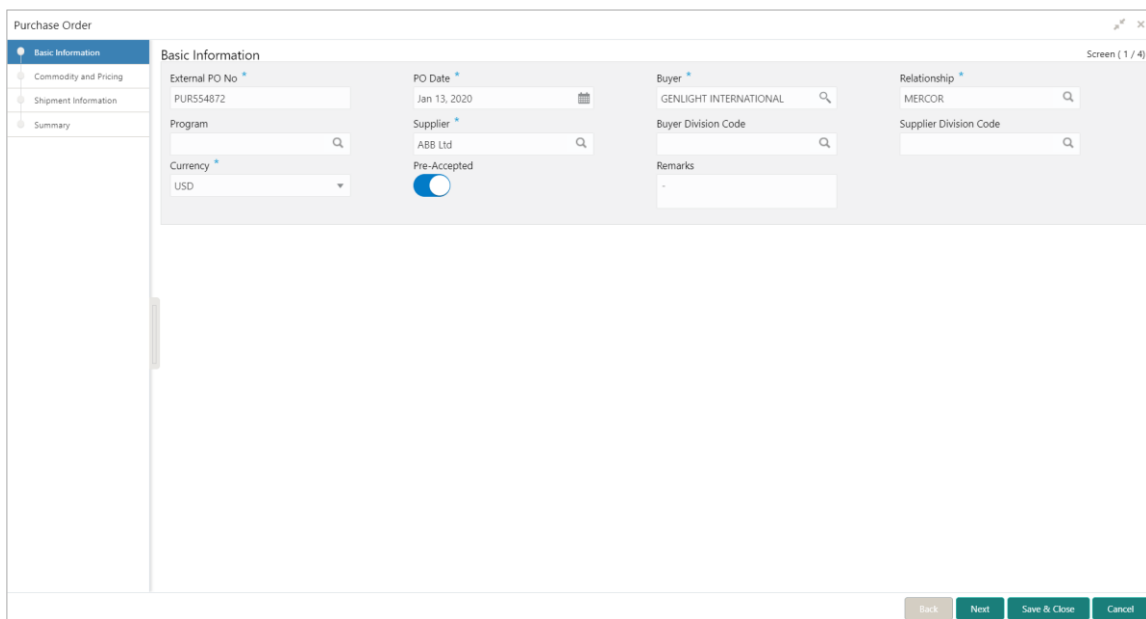 Purchase Order
Basic Information
Commodity and Pricing
Shipment Information
Summary
Basic Information
Screen ( 1 / 4)
External PO No *
PO Date *
Buyer *
Relationship *
PUR554872
Jan 13, 2020
GENLIGHT INTERNATIONAL
MERCOR
Program
Supplier *
Buyer Division Code
Supplier Division Code
ABB Ltd
Currency *
Pre-Accepted
Remarks
USD
-
Back
Next
Save & Close
Cancel